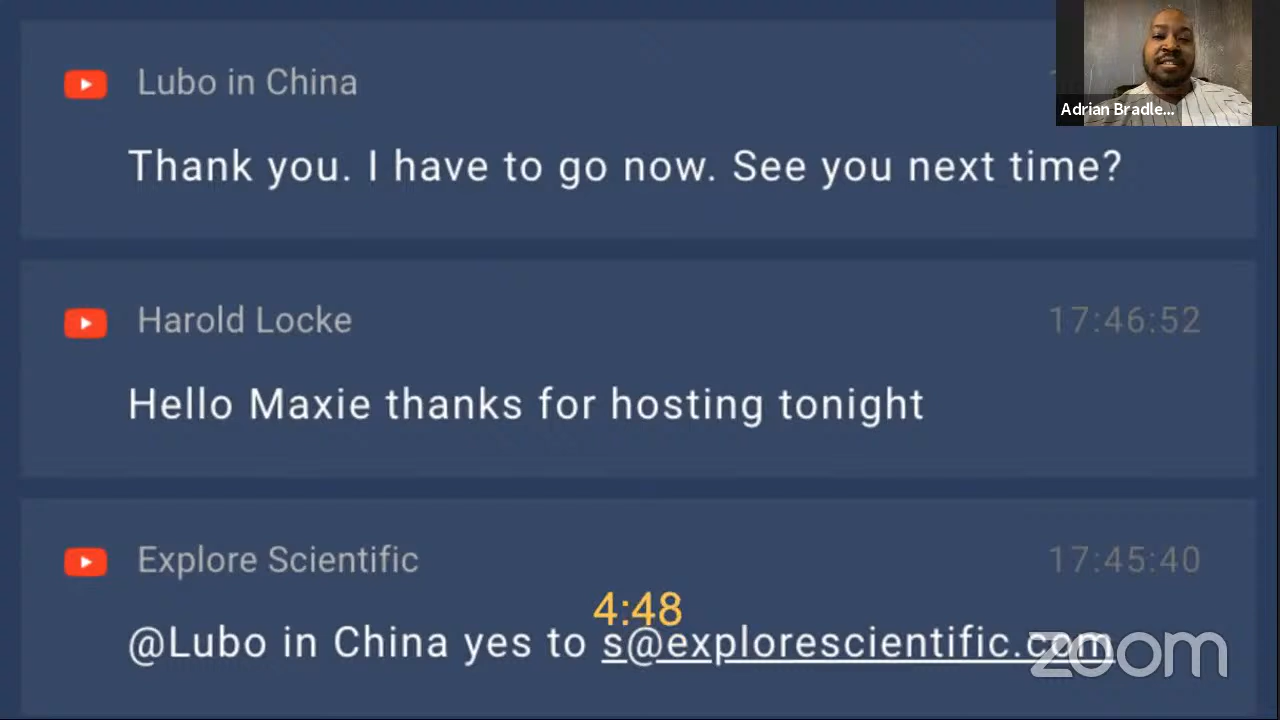 Lubo in China
Adrian Bradle...
Thank you. I have to go now. See you next time?
Harold Locke
17:46:52
Hello Maxie thanks for hosting tonight
Explore Scientific
17:45:40
4:48
@Lubo in China yes to s@explorescientific.com
zoom